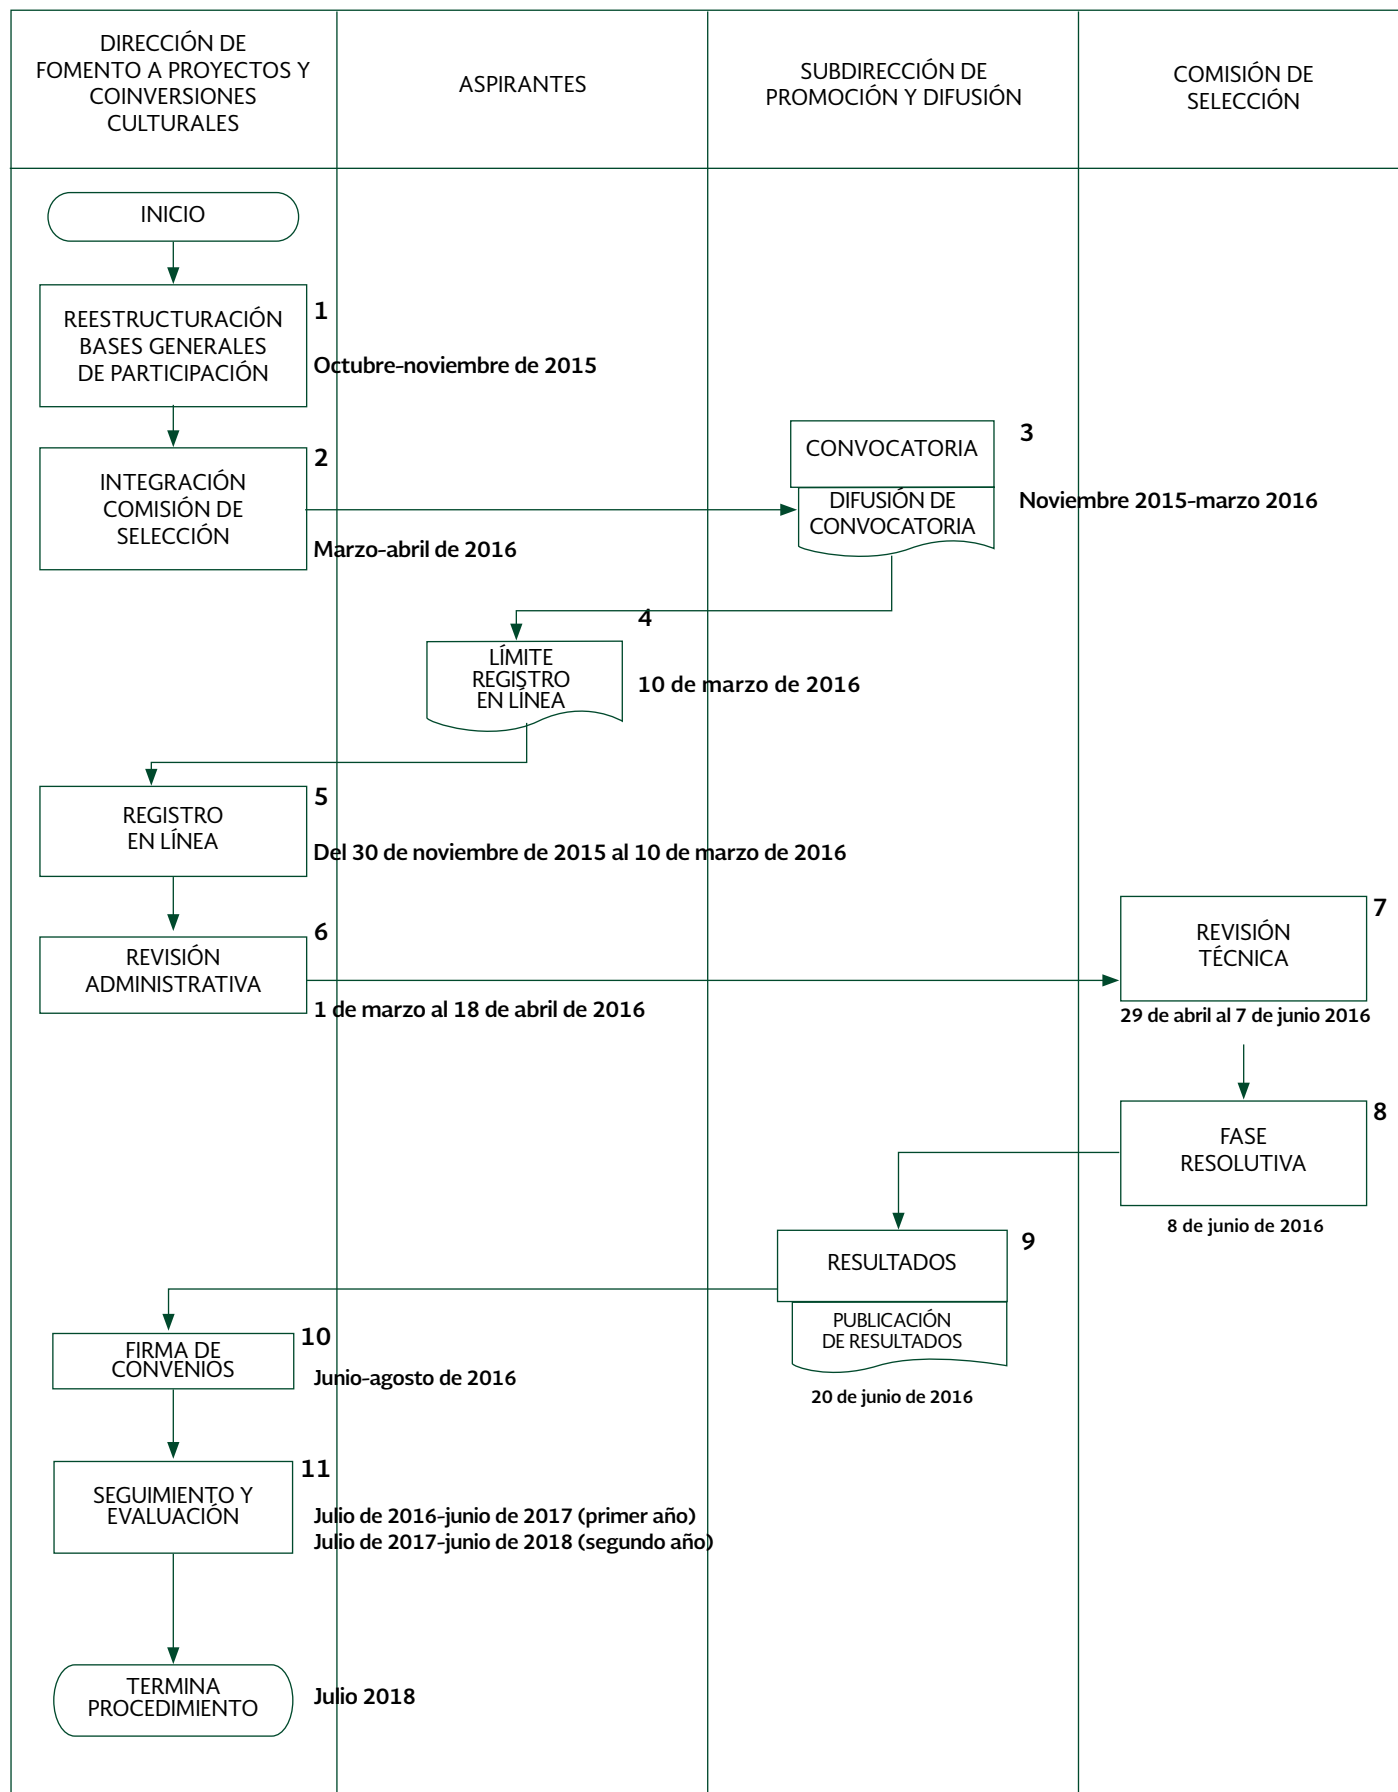 DIRECCIÓN DE
FOMENTO A PROYECTOS Y
COINVERSIONES
CULTURALES
ASPIRANTES
SUBDIRECCIÓN DE
PROMOCIÓN Y DIFUSIÓN
COMISIÓN DE
SELECCIÓN
INICIO
REESTRUCTURACIÓN
BASES GENERALES
DE PARTICIPACIÓN
1
Octubre-noviembre de 2015
INTEGRACIÓN
COMISIÓN DE
SELECCIÓN
2
Marzo-abril de 2016
CONVOCATORIA
DIFUSIÓN DE
CONVOCATORIA
3
Noviembre 2015-marzo 2016
4
LÍMITE
REGISTRO
EN LÍNEA
10 de marzo de 2016
REGISTRO
EN LÍNEA
5
Del 30 de noviembre de 2015 al 10 de marzo de 2016
REVISIÓN
ADMINISTRATIVA
6
1 de marzo al 18 de abril de 2016
REVISIÓN
TÉCNICA
7
29 de abril al 7 de junio 2016
FASE
RESOLUTIVA
8
8 de junio de 2016
RESULTADOS
PUBLICACIÓN
DE RESULTADOS
9
20 de junio de 2016
FIRMA DE
CONVENIOS
10
Junio-agosto de 2016
SEGUIMIENTO Y
EVALUACIÓN
11
Julio de 2016-junio de 2017 (primer año)
Julio de 2017-junio de 2018 (segundo año)
TERMINA
PROCEDIMIENTO
Julio 2018